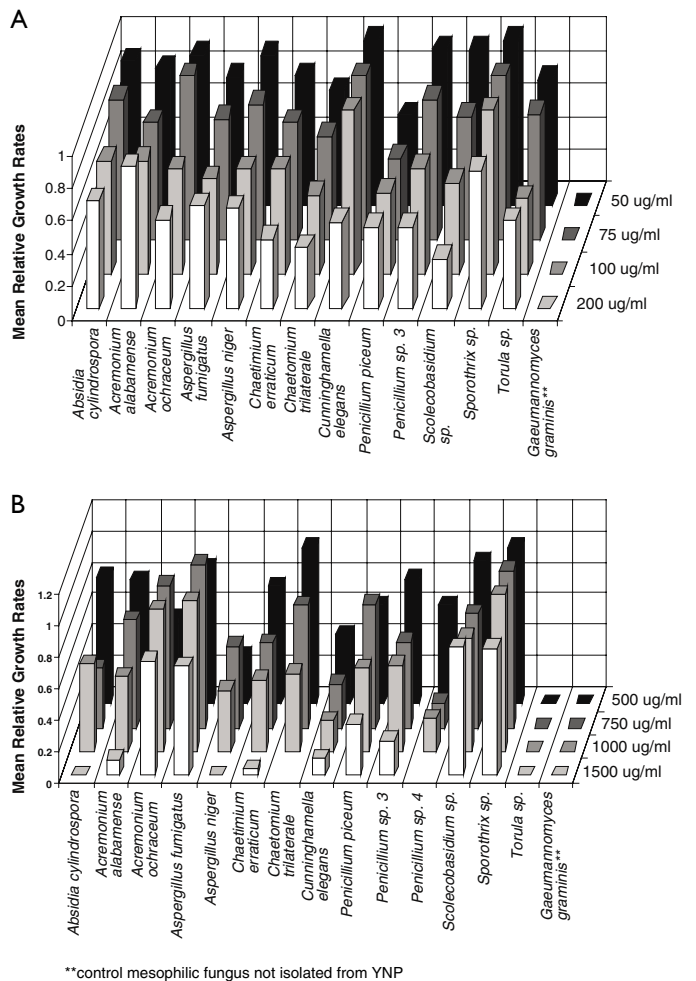 A
Mean Relative Growth Rates
1
0.8
0.6
0.4
0.2
0
50 ug/ml
75 ug/ml
100 ug/ml
200 ug/ml
Absidia
cylindrospora
Acremonium
alabamense
Acremonium
ochraceum
Aspergillus
fumigatus
Aspergillus niger
Chaetimium
erraticum
Chaetomium
trilaterale
Cunninghamella
elegans
Penicillium piceum
Penicillium sp. 3
Scolecobasidium
sp.
Sporothrix sp.
Torula sp.
Gaeumannomyces
graminis**
B
Mean Relative Growth Rates
1.2
1
0.8
0.6
0.4
0.2
0
500 ug/ml
750 ug/ml
1000 ug/ml
1500 ug/ml
Absidia cylindrospora
Acremonium
alabamense
Acremonium
ochraceum
Aspergillus fumigatus
Aspergillus niger
Chaetimium
erraticum
Chaetomium
trilaterale
Cunninghamella
elegans
Penicillium piceum
Penicillium sp. 3
Penicillium sp. 4
Scolecobasidium sp.
Sporothrix sp.
Torula sp.
Gaeumannomyces
graminis**
**control mesophilic fungus not isolated from YNP